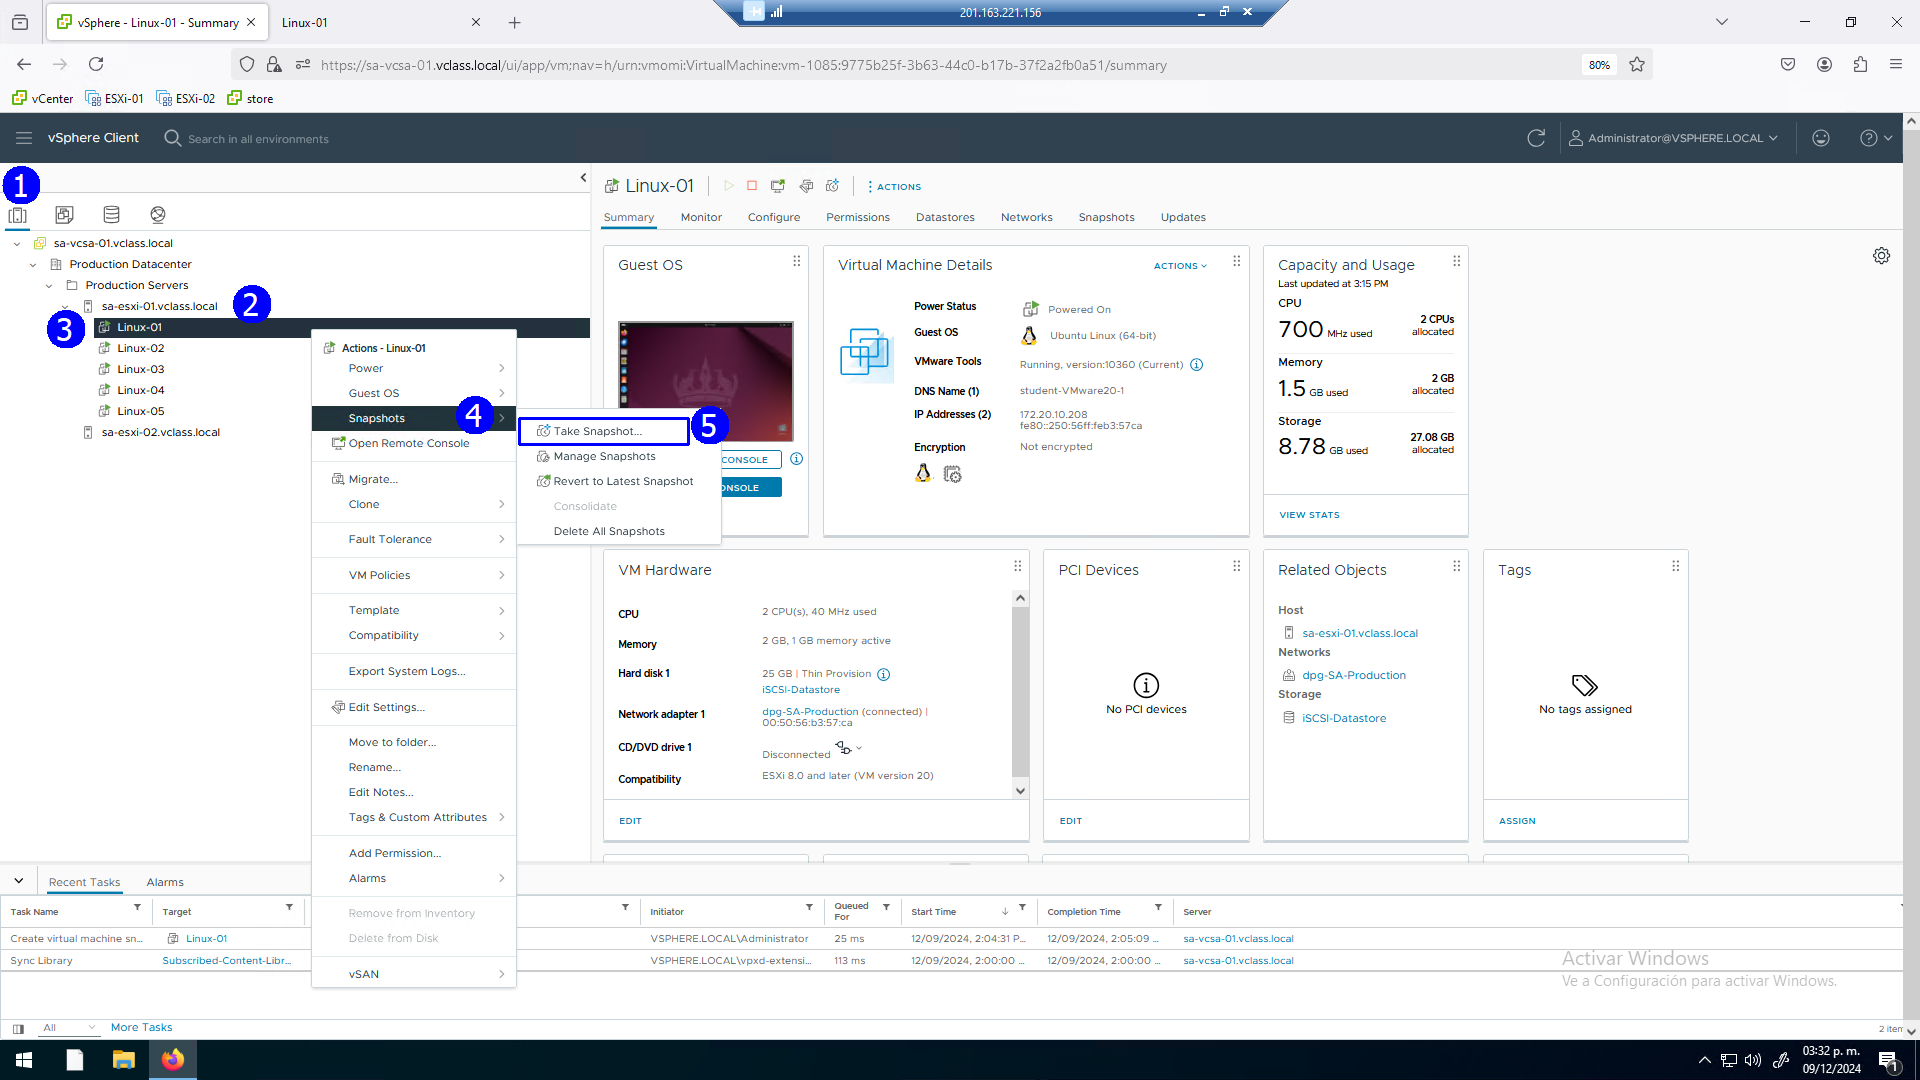 vSphere - Linux-01 - Summary
Linux-01
201.163.221.156
https://sa-vcsa-01.vclass.local/ui/app/vm;nav=h/urn:vmomi:VirtualMachine:vm-1085:9775b25f-3b63-44c0-b17b-37f2a2fb0a51/summary
80%
vCenter
ESXi-01
ESXi-02
store
vSphere Client
Search in all environments
Administrator@VSPHERE.LOCAL
1
sa-vcsa-01.vclass.local
Production Datacenter
Production Servers
sa-esxi-01.vclass.local
2
3
Linux-01
Linux-02
Linux-03
Linux-04
Linux-05
sa-esxi-02.vclass.local
Actions - Linux-01
Power
Guest OS
Snapshots
4
Open Remote Console
Migrate...
Clone
Fault Tolerance
VM Policies
Template
Compatibility
Export System Logs...
Edit Settings...
Move to folder...
Rename...
Edit Notes...
Tags & Custom Attributes
Add Permission...
Alarms
Remove from Inventory
Delete from Disk
vSAN
Take Snapshot...
5
Manage Snapshots
Revert to Latest Snapshot
Consolidate
Delete All Snapshots
Linux-01
ACTIONS
Summary
Monitor
Configure
Permissions
Datastores
Networks
Snapshots
Updates
Guest OS
CONSOLE
ONSOLE
Virtual Machine Details
ACTIONS
Power Status
Powered On
Guest OS
Ubuntu Linux (64-bit)
VMware Tools
Running, version:10360 (Current)
DNS Name (1)
student-VMware20-1
IP Addresses (2)
172.20.10.208
fe80::250:56ff:feb3:57ca
Encryption
Not encrypted
Capacity and Usage
Last updated at 3:15 PM
CPU
700 MHz used
2 CPUs
allocated
Memory
1.5 GB used
2 GB
allocated
Storage
8.78 GB used
27.08 GB
allocated
VIEW STATS
VM Hardware
CPU
2 CPU(s), 40 MHz used
Memory
2 GB, 1 GB memory active
Hard disk 1
25 GB | Thin Provision
iSCSI-Datastore
Network adapter 1
dpg-SA-Production (connected) |
00:50:56:b3:57:ca
CD/DVD drive 1
Disconnected
Compatibility
ESXi 8.0 and later (VM version 20)
EDIT
PCI Devices
No PCI devices
EDIT
Related Objects
Host
sa-esxi-01.vclass.local
Networks
dpg-SA-Production
Storage
iSCSI-Datastore
Tags
No tags assigned
ASSIGN
Recent Tasks
Alarms
Task Name
Target
Initiator
Queued
For
Start Time
Completion Time
Server
Create virtual machine sn...
Linux-01
VSPHERE.LOCAL\Administrator
25 ms
12/09/2024, 2:04:31 P...
12/09/2024, 2:05:09 ...
sa-vcsa-01.vclass.local
Sync Library
Subscribed-Content-Libr...
VSPHERE.LOCAL\vpxd-extensi...
113 ms
12/09/2024, 2:00:00 ...
12/09/2024, 2:00:00 ...
sa-vcsa-01.vclass.local
Activar Windows
Ve a Configuración para activar Windows.
All
More Tasks
2 item
03:32 p. m.
09/12/2024
1